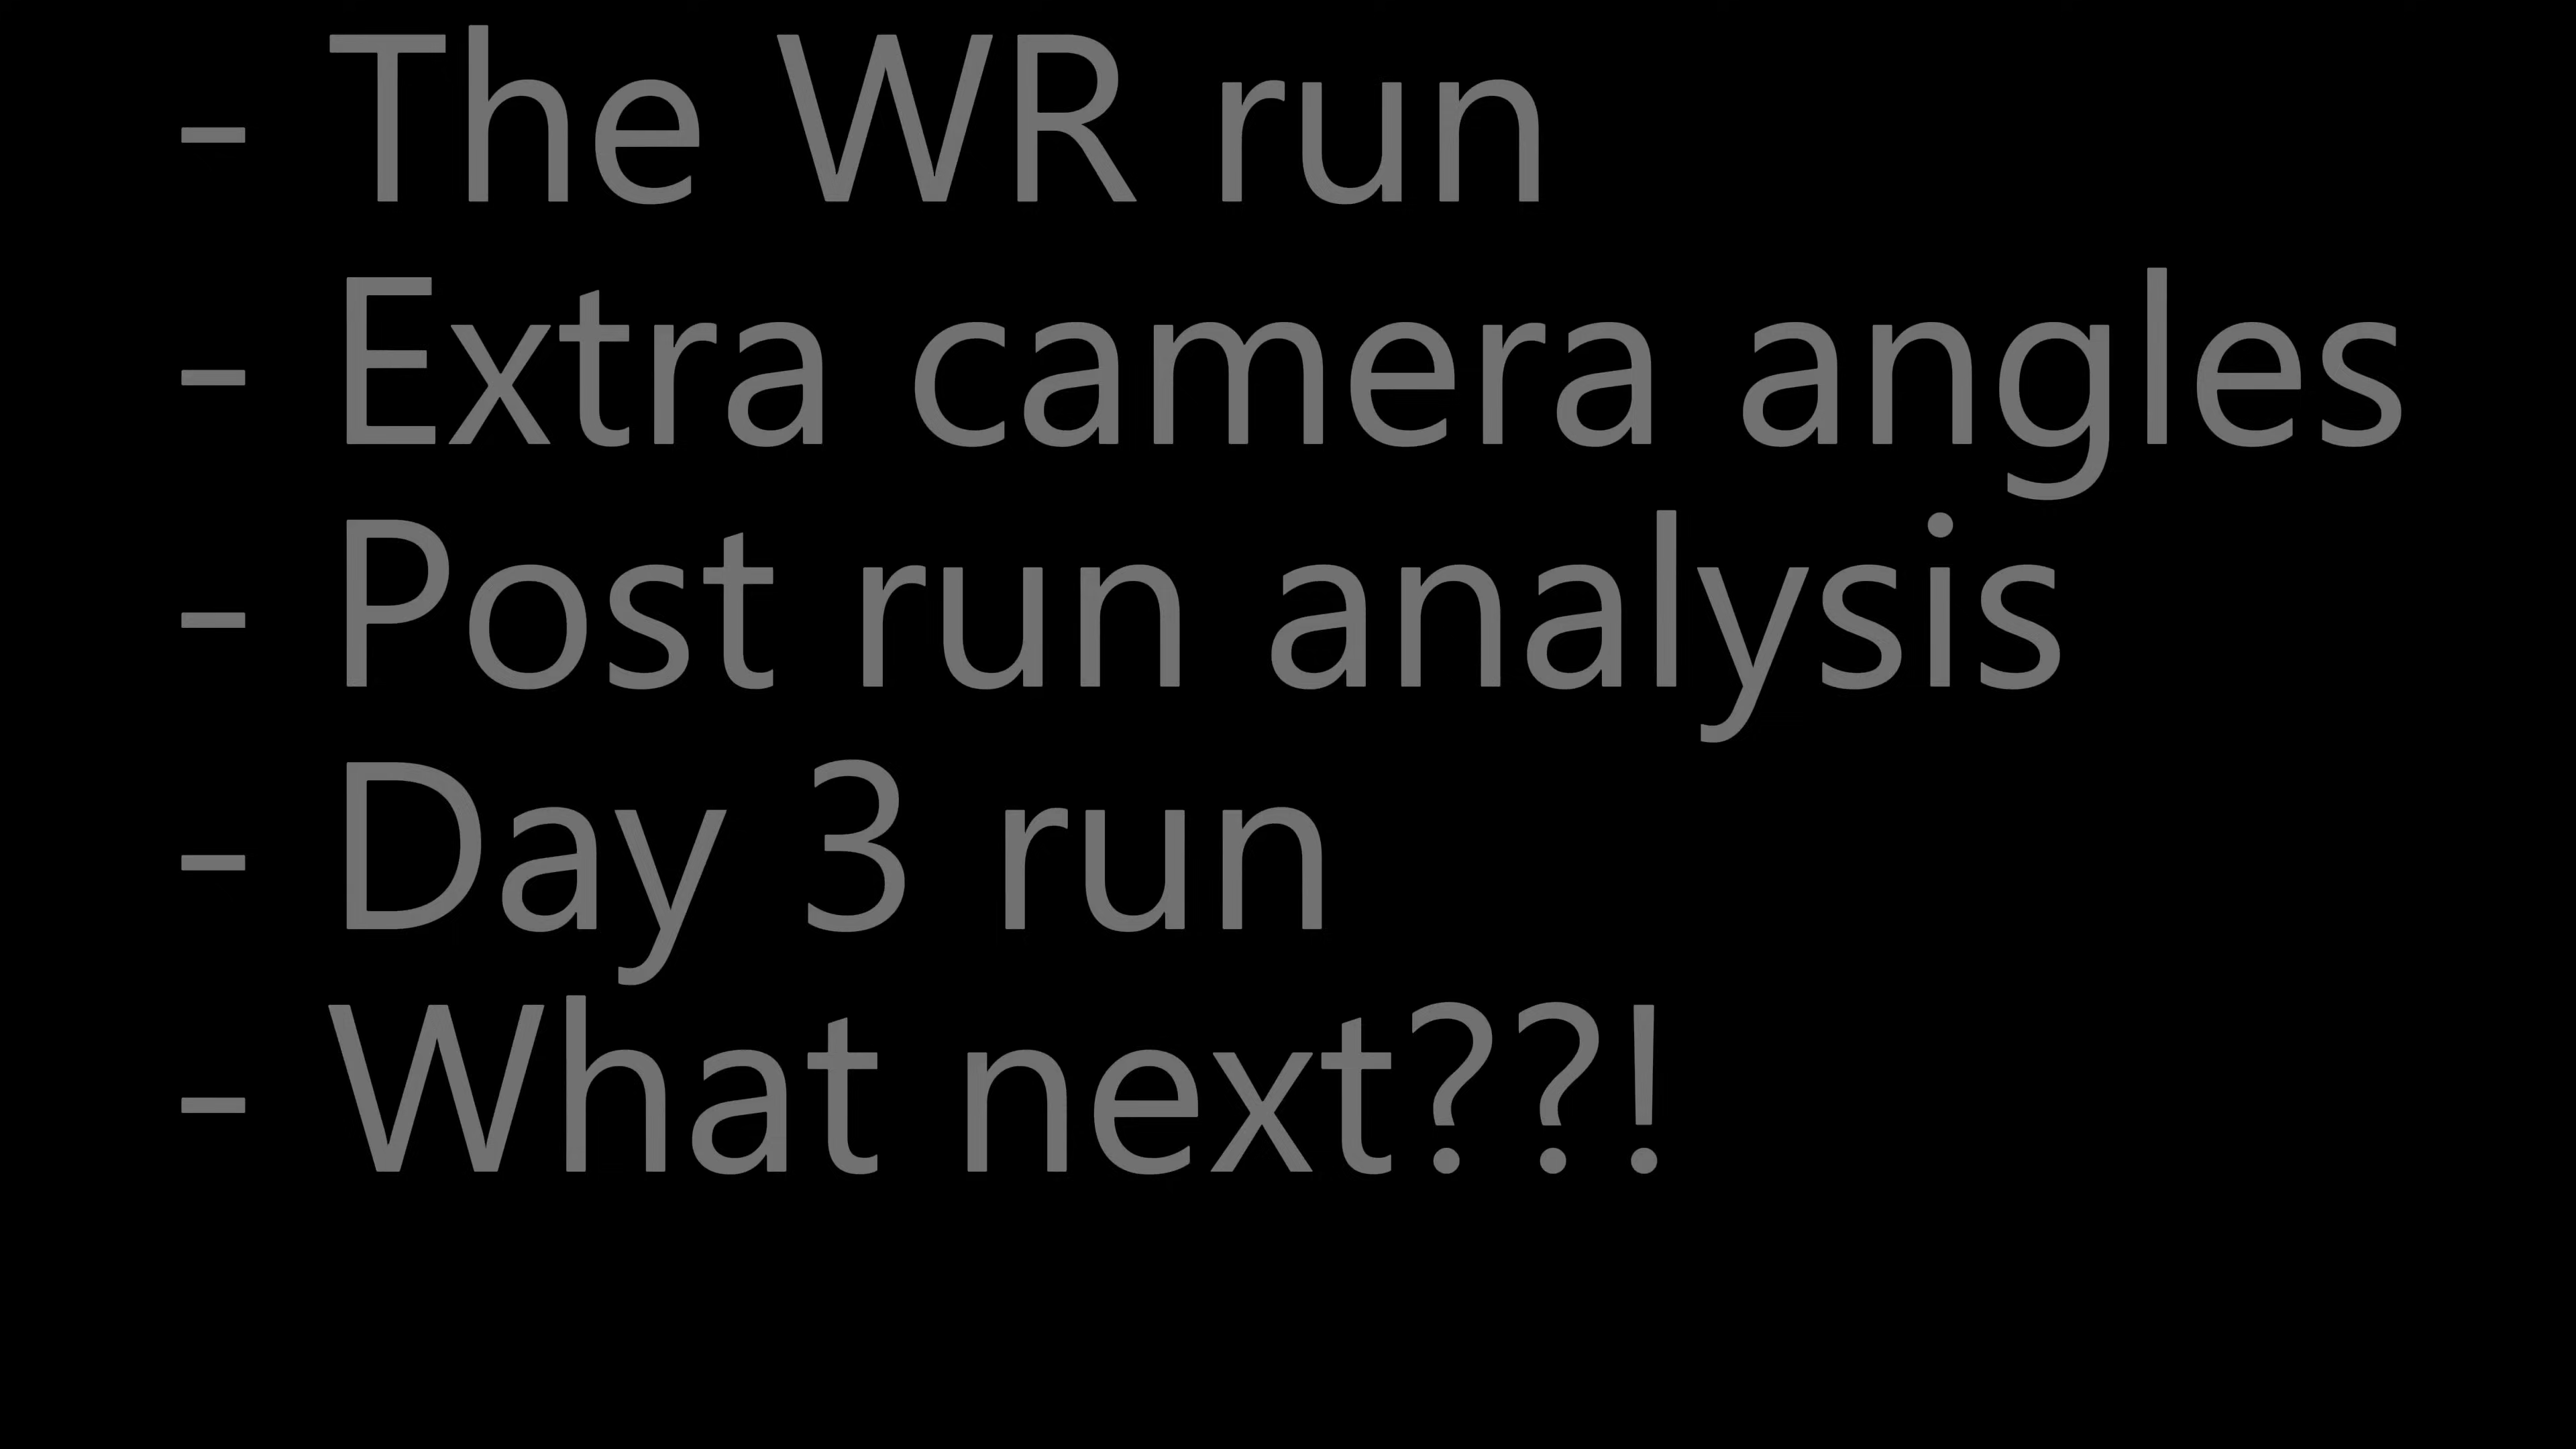 - The WR run
- Extra camera angles
- Post run analysis
- Day 3 run
- What next??!